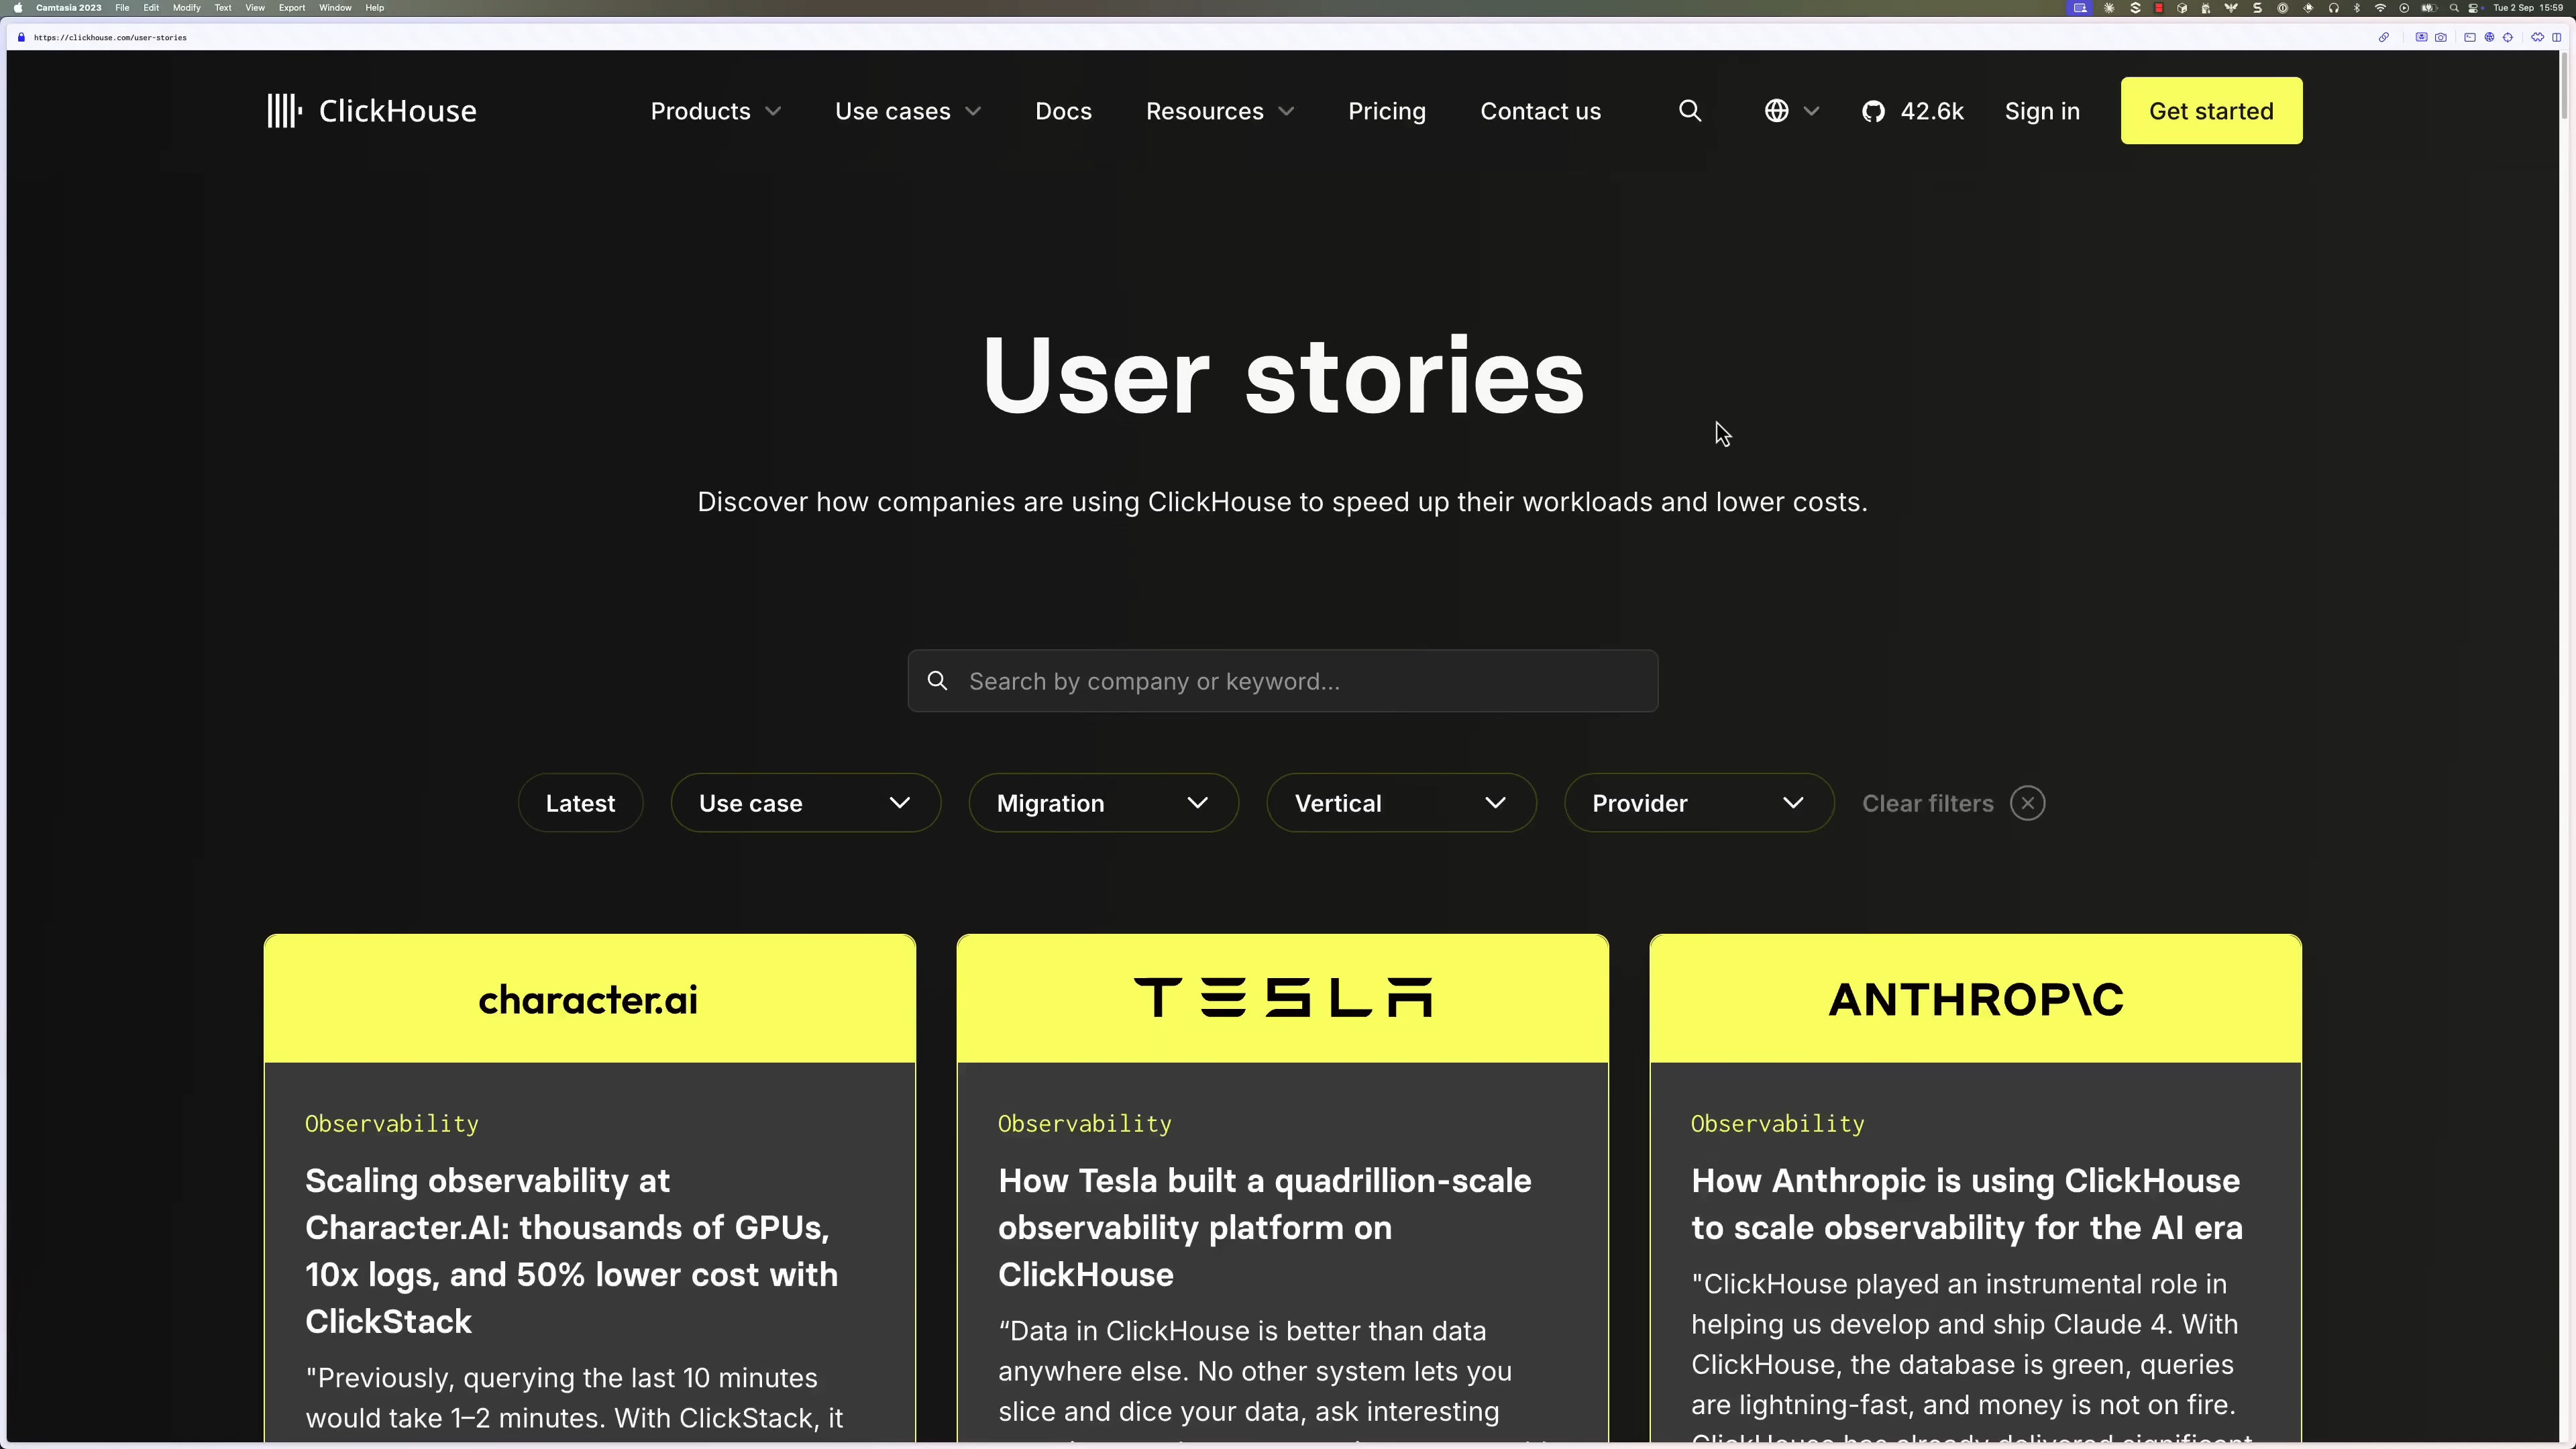 Camtasia 2023 File Edit Modify Text View Export Window Help Tue 2 Sep 15:59
https://clickhouse.com/user-stories
ClickHouse Products Use cases Docs Resources Pricing Contact us 42.6k Sign in Get started
User stories
Discover how companies are using ClickHouse to speed up their workloads and lower costs.
Search by company or keyword...
Latest Use case Migration Vertical Provider Clear filters
character.ai
Observability
Scaling observability at
Character.AI: thousands of GPUs,
10x logs, and 50% lower cost with
ClickStack
"Previously, querying the last 10 minutes
would take 1–2 minutes. With ClickStack, it
TESLA
Observability
How Tesla built a quadrillion-scale
observability platform on
ClickHouse
“Data in ClickHouse is better than data
anywhere else. No other system lets you
slice and dice your data, ask interesting
ANTHROP\C
Observability
How Anthropic is using ClickHouse
to scale observability for the AI era
"ClickHouse played an instrumental role in
helping us develop and ship Claude 4. With
ClickHouse, the database is green, queries
are lightning-fast, and money is not on fire.
ClickHouse has already delivered significant